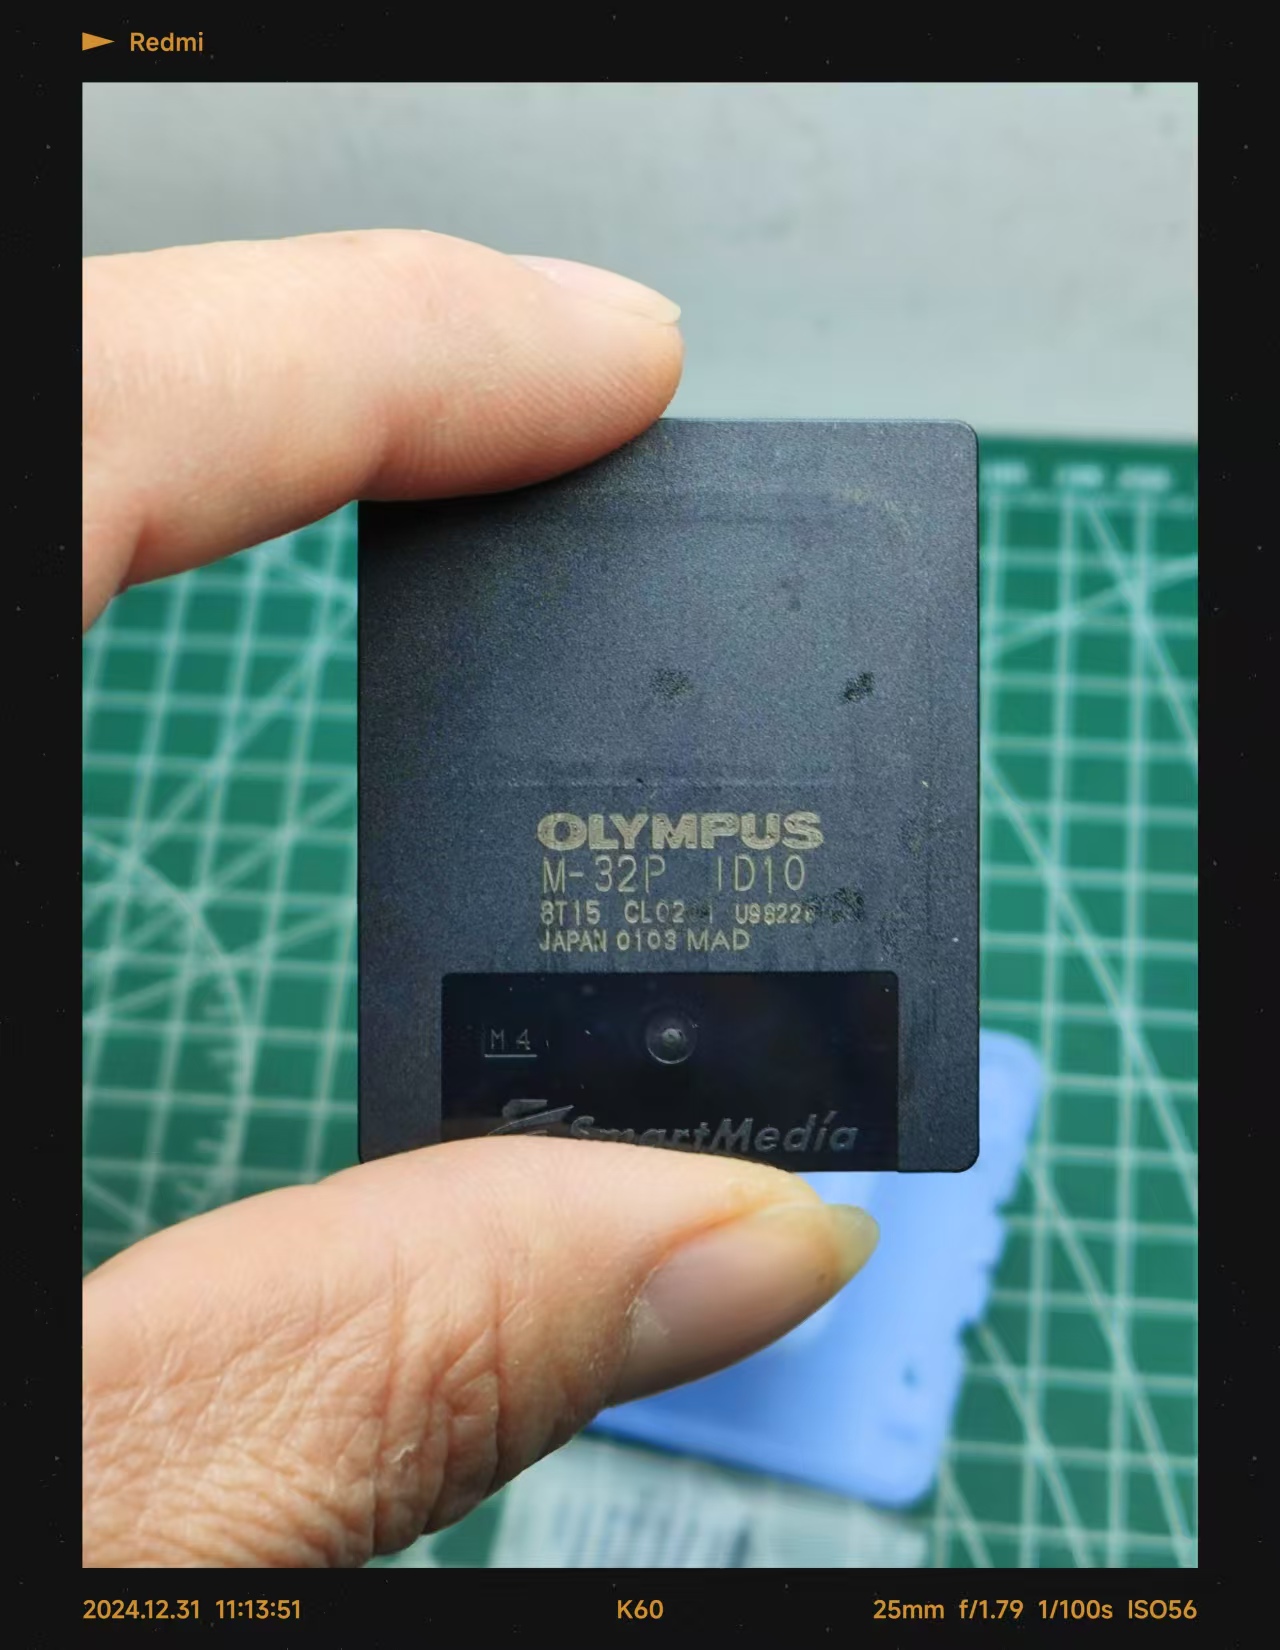 Redmi
OLYMPUS
M-32P ID10
8T15
JAPAN 0103 MAD
M4
SmartMedia
2024.12.31 11:13:51 K60 25mm f/1.79 1/100s ISO56